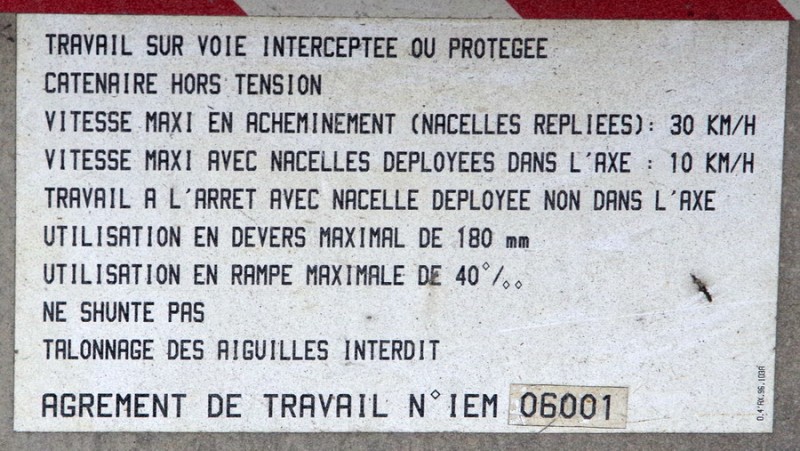 TRAVAIL SUR VOIE INTERCEPTEE OU PROTEGEE
CATENAIRE HORS TENSION
VITESSE MAXI EN ACHEMINEMENT (NACELLES REPLIEES): 30 KM/H
VITESSE MAXI AVEC NACELLES DEPLOYEES DANS L'AXE : 10 KM/H
TRAVAIL A L'ARRET AVEC NACELLE DEPLOYEE NON DANS L'AXE
UTILISATION EN DEVERS MAXIMAL DE 180 mm
UTILISATION EN RAMPE MAXIMALE DE 40°/₀₀
NE SHUNTE PAS
TALONNAGE DES AIGUILLES INTERDIT
AGREMENT DE TRAVAIL N°IEM 06001